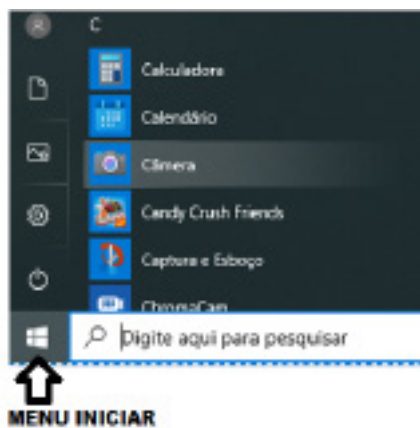 C
Calculadora
Calendário
Câmera
Candy Crush Friends
Captura e Esboço
ChromaCam
Digite aqui para pesquisar
MENU INICIAR